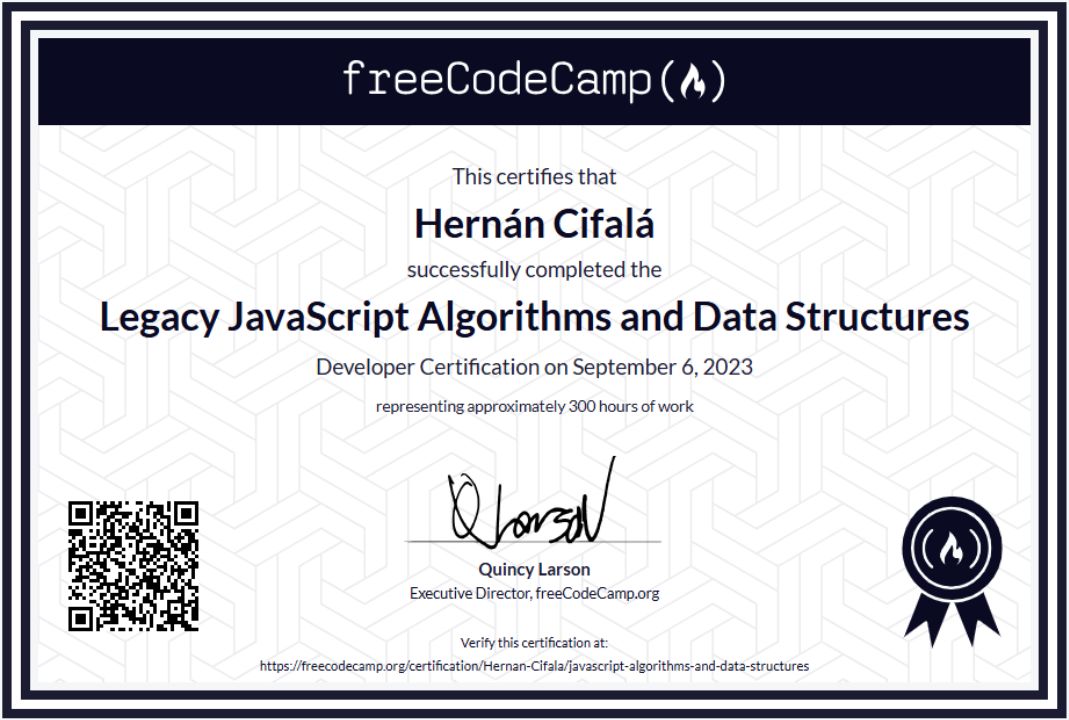 freeCodeCamp
This certifies that
Hernán Cifalá
successfully completed the
Legacy JavaScript Algorithms and Data Structures
Developer Certification on September 6, 2023
representing approximately 300 hours of work
Q Larson
Quincy Larson
Executive Director, freeCodeCamp.org
Verify this certification at:
https://freecodecamp.org/certification/Hernan-Cifala/javascript-algorithms-and-data-structures